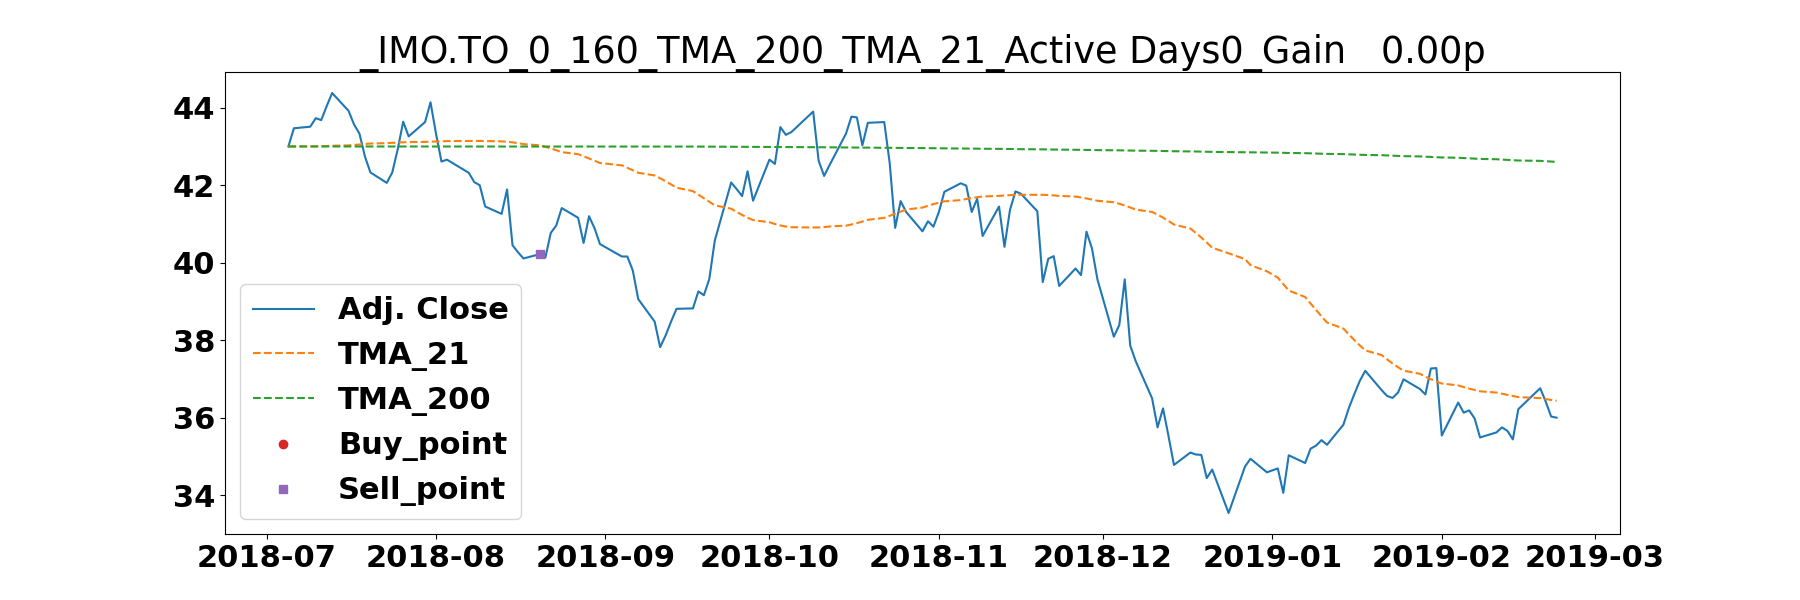 _IMO.TO_0_160_TMA_200_TMA_21_Active Days0_Gain   0.00p
44
42
40
38
36
34
Adj. Close
TMA_21
TMA_200
Buy_point
Sell_point
2018-07 2018-08 2018-09 2018-10 2018-11 2018-12 2019-01 2019-02 2019-03